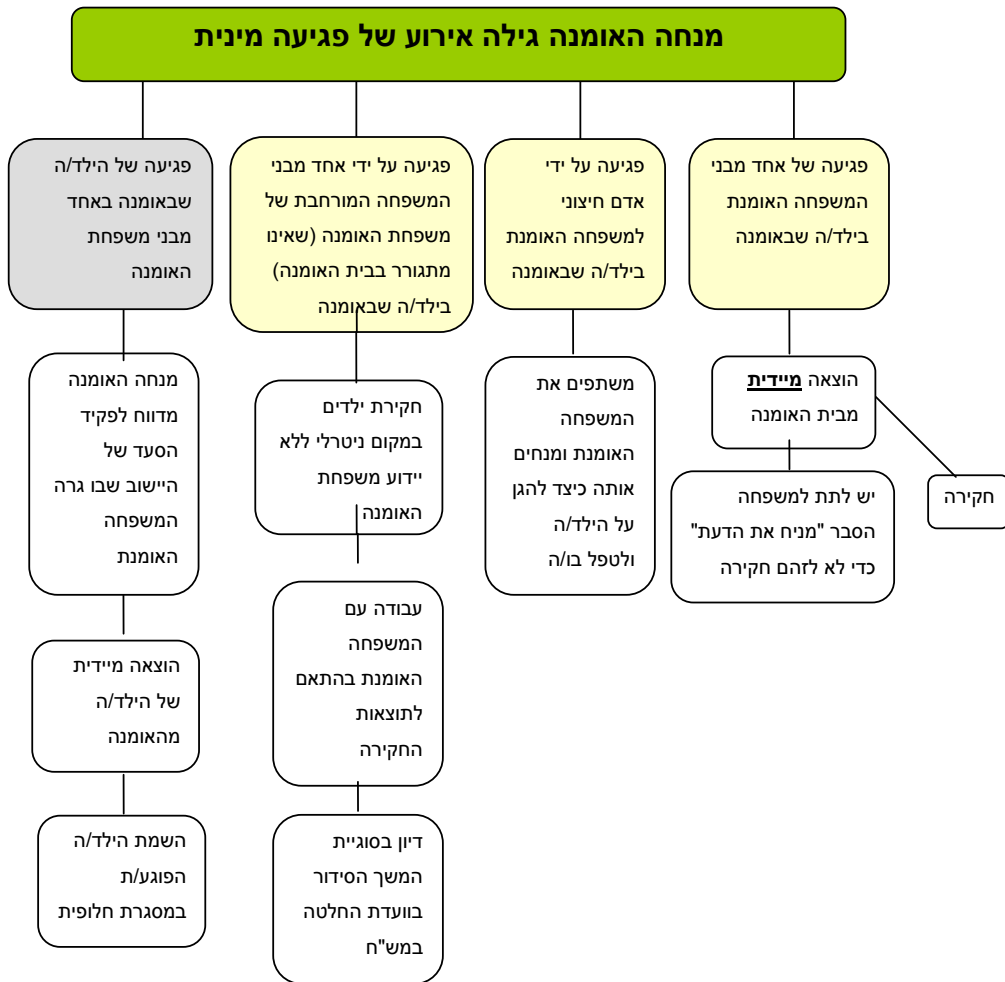 מנחה האומנה גילה אירוע של פגיעה מינית
פגיעה של אחד מבני
המשפחה האומנת
בילד/ה שבאומנה
הוצאה מיידית
מבית האומנה
חקירה
יש לתת למשפחה
הסבר "מניח את הדעת"
כדי לא לזהם חקירה
פגיעה על ידי
אדם חיצוני
למשפחה האומנת
בילד/ה שבאומנה
משתפים את
המשפחה
האומנת ומנחים
אותה כיצד להגן
על הילד/ה
ולטפל בו/ה
פגיעה על ידי אחד מבני
המשפחה המורחבת של
משפחת האומנה (שאינו
מתגורר בבית האומנה)
בילד/ה שבאומנה
חקירת ילדים
במקום ניטרלי ללא
יידוע משפחת
האומנה
עבודה עם
המשפחה
האומנת בהתאם
לתוצאות
החקירה
דיון בסוגיית
המשך הסידור
בוועדת החלטה
במש"ח
פגיעה של הילד/ה
שבאומנה באחד
מבני משפחת
האומנה
מנחה האומנה
מדווח לפקיד
הסעד של
היישוב שבו גרה
המשפחה
האומנת
הוצאה מיידית
של הילד/ה
מהאומנה
השמת הילד/ה
הפוגע/ת
במסגרת חלופית